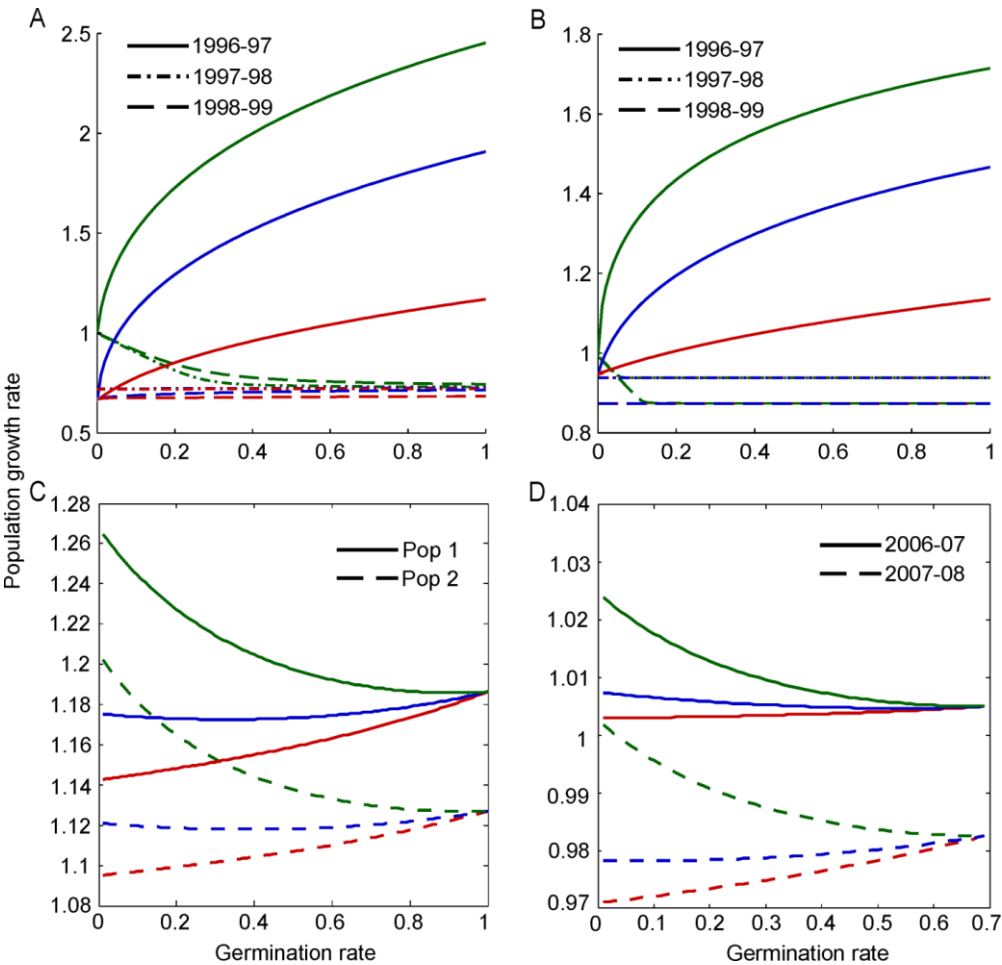 A
2.5
2
1.5
1
0.5
0 0.2 0.4 0.6 0.8 1
1996-97
1997-98
1998-99
B
1.8
1.6
1.4
1.2
1
0.8
0 0.2 0.4 0.6 0.8 1
1996-97
1997-98
1998-99
Population growth rate
C
1.28
1.26
1.24
1.22
1.2
1.18
1.16
1.14
1.12
1.1
1.08
0 0.2 0.4 0.6 0.8 1
Pop 1
Pop 2
Germination rate
D
1.04
1.03
1.02
1.01
1
0.99
0.98
0.97
0 0.1 0.2 0.3 0.4 0.5 0.6 0.7
2006-07
2007-08
Germination rate